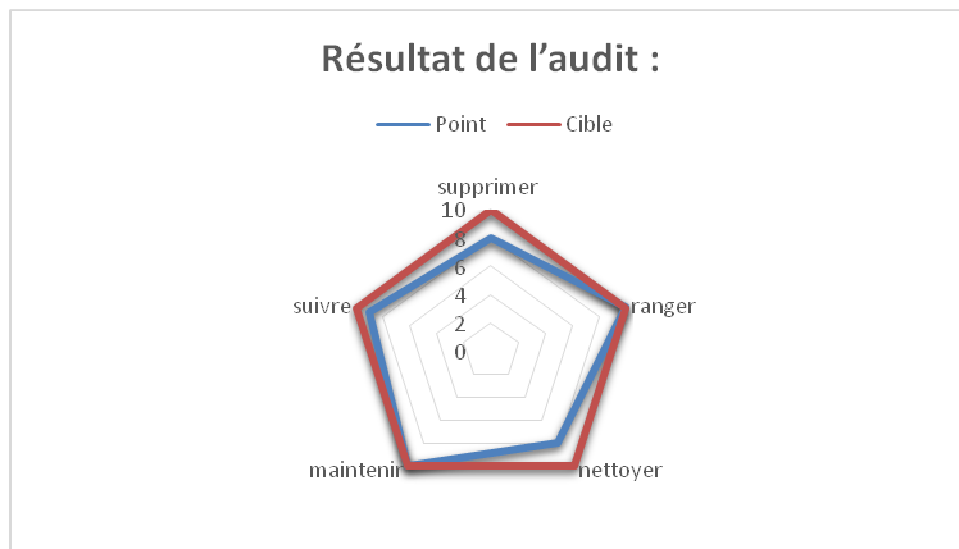 Résultat de l’audit :
Point Cible
supprimer
10
8
6
4
2
0
suivre
ranger
maintenir
nettoyer